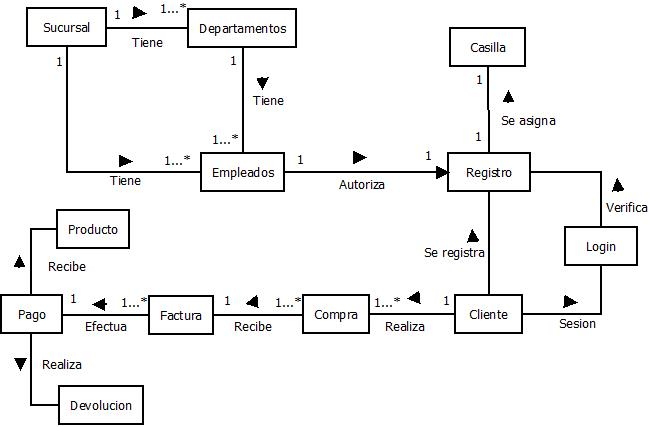 Sucursal
1
1...*
Departamentos
Tiene
Casilla
1
1
1
Tiene
Se asigna
1...*
1
1...*
Empleados
1
1
Registro
Tiene
Autoriza
Verifica
Producto
Se registra
Login
Recibe
1
1...*
1
1...*
1...*
1
Pago
Factura
Compra
Cliente
Efectua
Recibe
Realiza
Sesion
Realiza
Devolucion